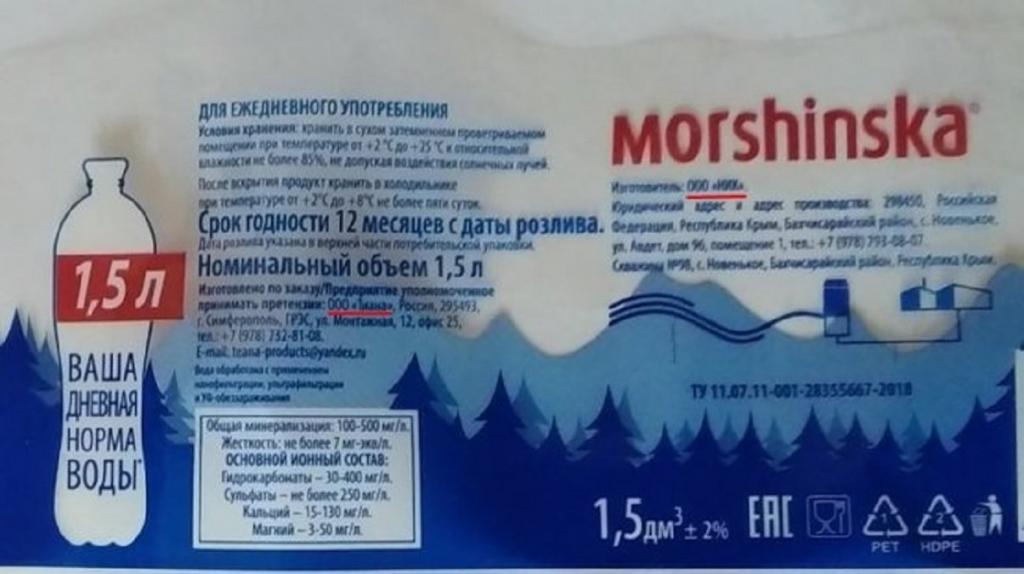 ДЛЯ ЕЖЕДНЕВНОГО УПОТРЕБЛЕНИЯ
Условия хранения: хранить в сухом затемненном проветриваемом
помещении при температуре от +2 °С до +25 °С и относительной
влажности не более 85%, не допуская воздействия солнечных лучей.
После вскрытия продукт хранить в холодильнике
при температуре от +2°С до +8°С не более пяти суток.
Срок годности 12 месяцев с даты розлива.
Дата розлива указана в верхней части потребительской упаковки.
Номинальный объем 1,5 л
Изготовлено по заказу/Предприятие уполномоченное
принимать претензии: ООО «Тиана», Россия, 295493,
г. Симферополь, ГРЭС, ул. Монтажная, 12, офис 25,
тел.: +7 (978) 732-81-08.
E-mail: teana-products@yandex.ru
Вода обработана с применением
нанофильтрации, ультрафильтрации
и УФ-обеззараживания
1,5 л
ВАША
ДНЕВНАЯ
НОРМА
ВОДЫ*
Общая минерализация: 100-500 мг/л.
Жесткость: не более 7 мг-экв/л.
ОСНОВНОЙ ИОННЫЙ СОСТАВ:
Гидрокарбонаты – 30-400 мг/л.
Сульфаты – не более 250 мг/л.
Кальций – 15-130 мг/л.
Магний – 3-50 мг/л.
morshinska®
Изготовитель: ООО «НИК».
Юридический адрес и адрес производства: 298450, Российская
Федерация, Республика Крым, Бахчисарайский район, с. Новенькое,
ул. Авдет, дом 96, помещение 1, тел.: +7 (978) 793-08-07.
Скважины №98, с. Новенькое, Бахчисарайский район, Республика Крым.
ТУ 11.07.11-001-28355667-2018
1,5дм³ ± 2%
EAC
1
PET
2
HDPE